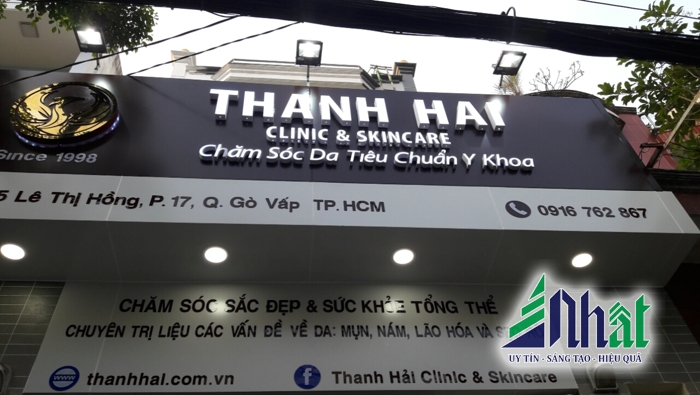 THANH HAI
CLINIC & SKINCARE
Since 1998
Chăm Sóc Da Tiêu Chuẩn Y Khoa
5 Lê Thị Hồng, P. 17, Q. Gò Vấp TP.HCM
0916 762 867
CHĂM SÓC SẮC ĐẸP & SỨC KHỎE TỔNG THỂ
CHUYÊN TRỊ LIỆU CÁC VẤN ĐỀ VỀ DA: MỤN, NÁM, LÃO HÓA VÀ
thanhhai.com.vn
Thanh Hải Clinic & Skincare
Nhất
UY TÍN - SÁNG TẠO - HIỆU QUẢ